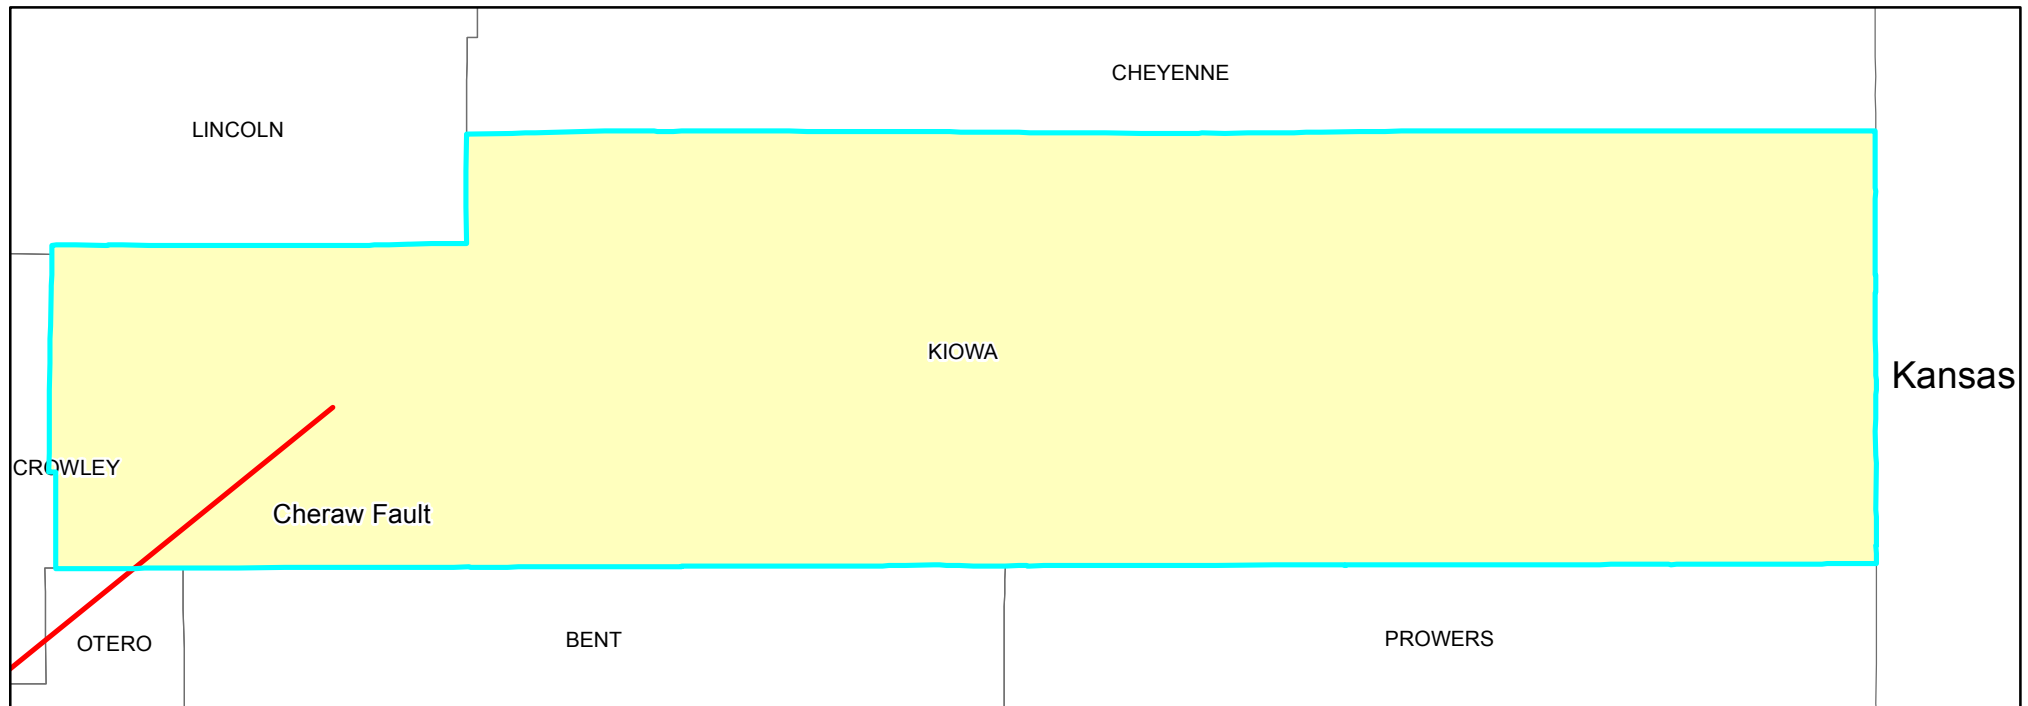 CHEYENNE
LINCOLN
KIOWA
Kansas
CROWLEY
Cheraw Fault
OTERO
BENT
PROWERS